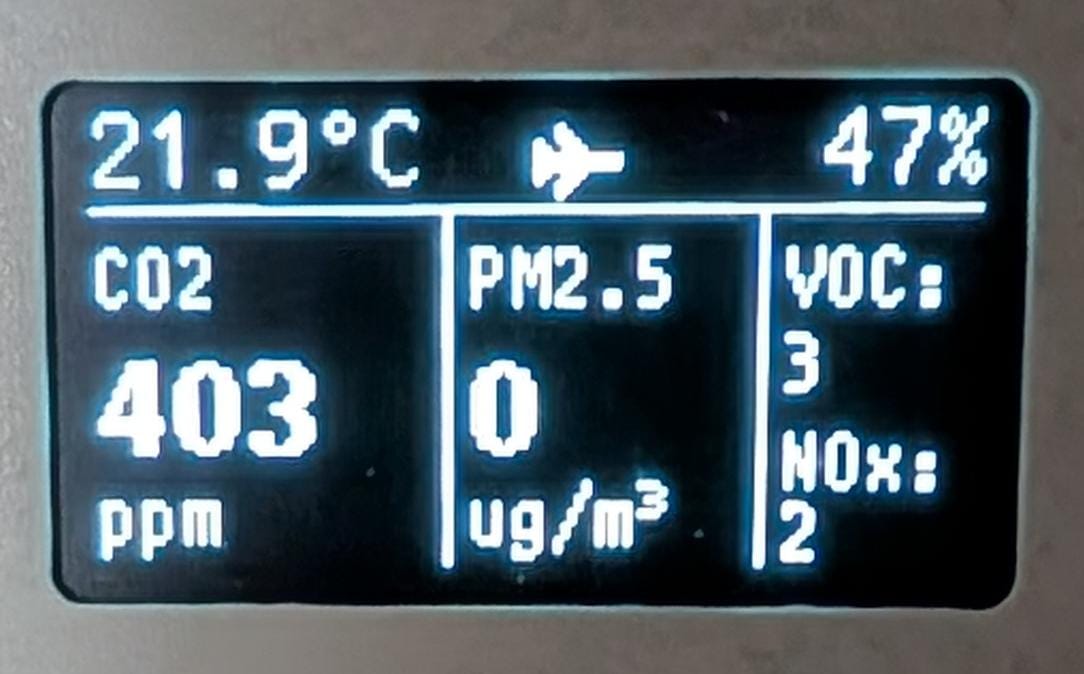 21.9°C 47%
CO2
403
ppm
PM2.5
0
ug/m³
VOC:
3
NOx:
2